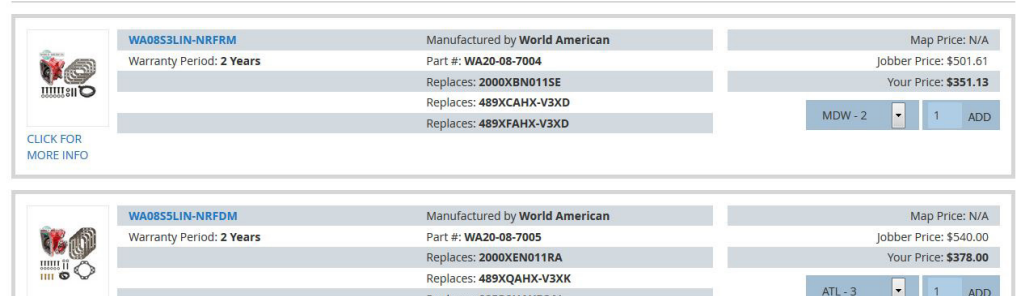 WA08S3LIN-NRFRM
Manufactured by World American
Map Price: N/A
Warranty Period: 2 Years
Part #: WA20-08-7004
Jobber Price: $501.61
Replaces: 2000XBN011SE
Your Price: $351.13
Replaces: 489XCAHX-V3XD
MDW - 2
1
ADD
Replaces: 489XFAHX-V3XD
CLICK FOR
MORE INFO
WA08S5LIN-NRFDM
Manufactured by World American
Map Price: N/A
Warranty Period: 2 Years
Part #: WA20-08-7005
Jobber Price: $540.00
Replaces: 2000XEN011RA
Your Price: $378.00
Replaces: 489XQAHX-V3XK
ATL - 3
1
ADD